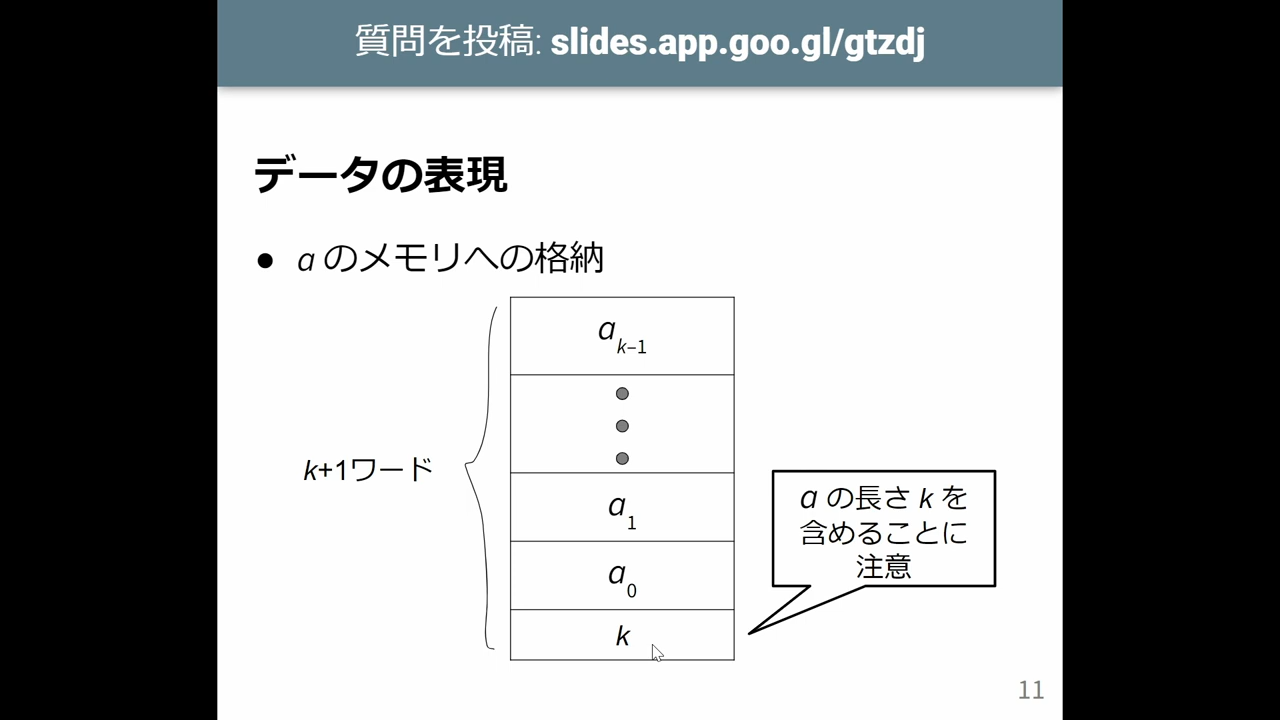 質問を投稿: slides.app.goo.gl/gtzdj
データの表現
● a のメモリへの格納
a k–1
k+1ワード
a 1
a の長さ k を
含めることに
注意
a 0
k
11